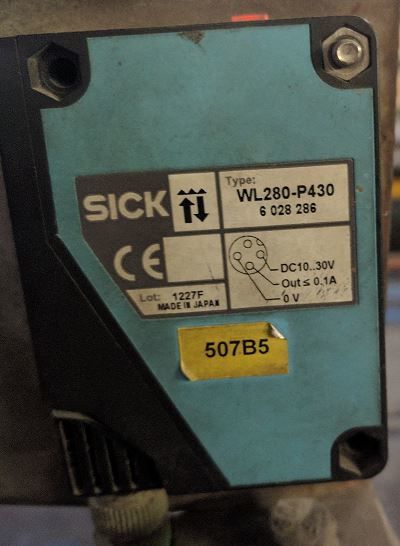 SICK
Type:
WL280-P430
6 028 286
CE
DC10..30V
Out ≤ 0.1A
0 V
Lot: 1227F
MADE IN JAPAN
507B5